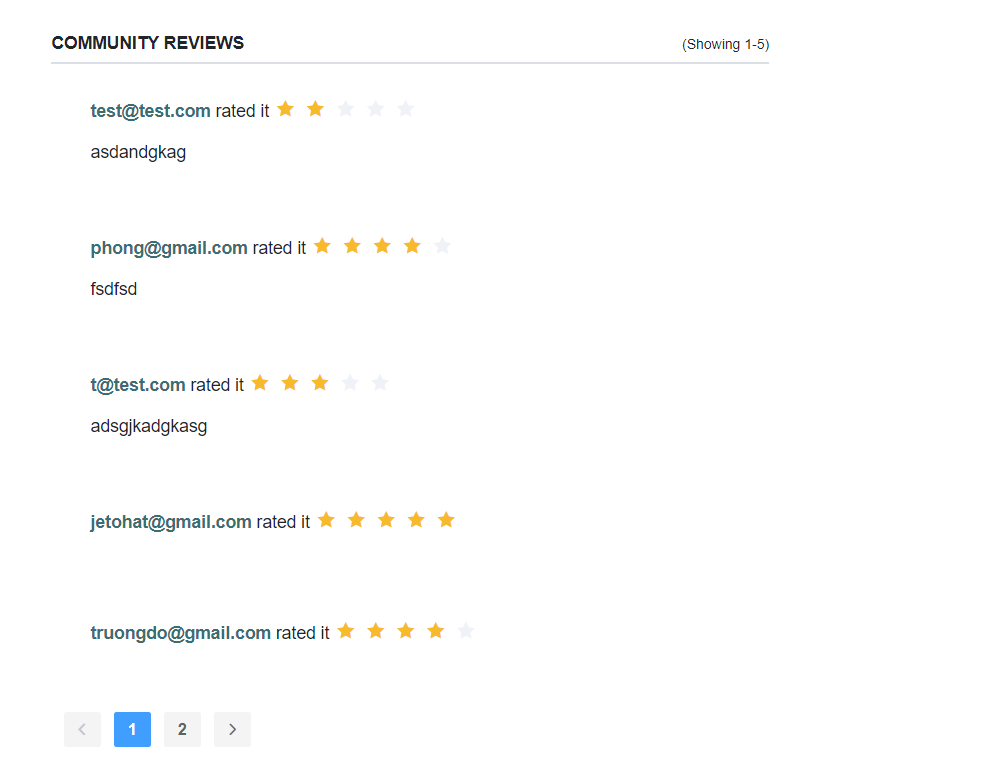 COMMUNITY REVIEWS (Showing 1-5)
test@test.com rated it
asdandgkag
phong@gmail.com rated it
fsdfsd
t@test.com rated it
adsgjkadgkasg
jetohat@gmail.com rated it
truongdo@gmail.com rated it
1 2